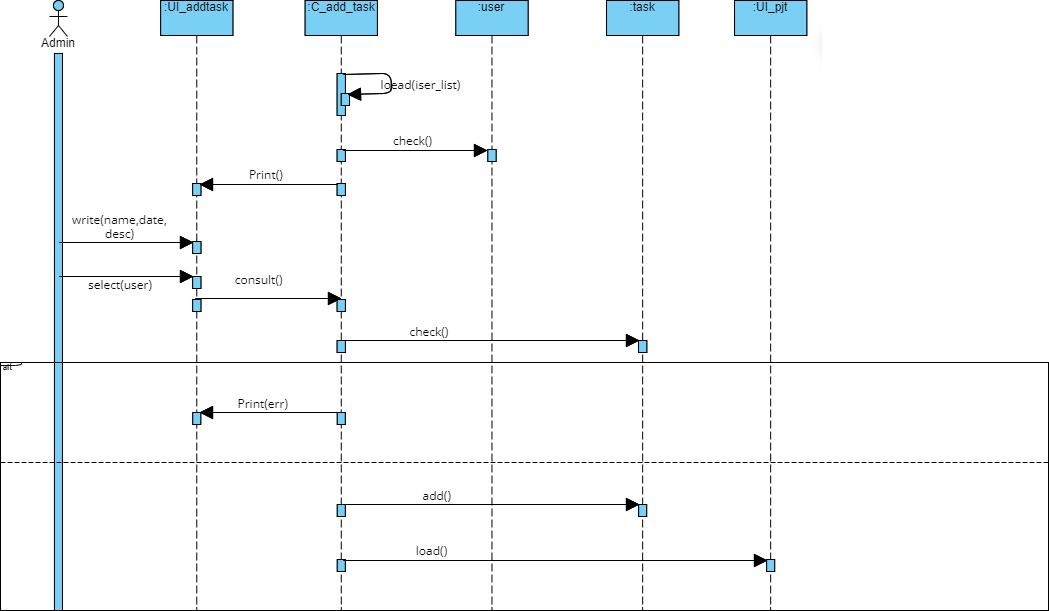 :UI_addtask
:C_add_task
:user
:task
:UI_pjt
Admin
loead(iser_list)
check()
Print()
write(name,date,
desc)
select(user)
consult()
check()
alt
Print(err)
add()
load()